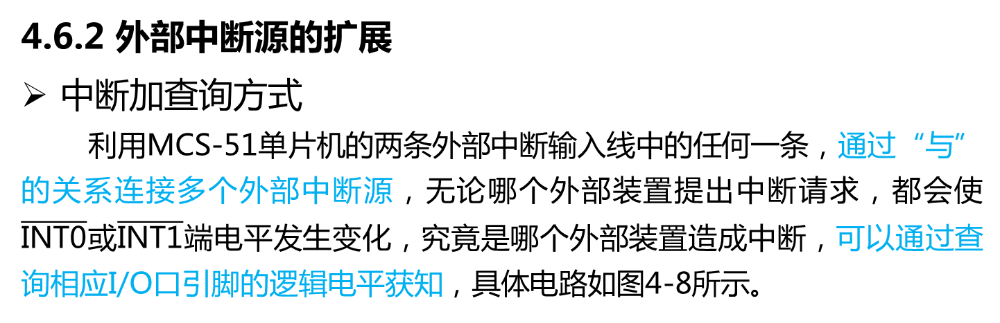 4.6.2 外部中断源的扩展
➢ 中断加查询方式
利用MCS-51单片机的两条外部中断输入线中的任何一条，通过“与”
的关系连接多个外部中断源，无论哪个外部装置提出中断请求，都会使
I̅N̅T̅0̅或I̅N̅T̅1̅端电平发生变化，究竟是哪个外部装置造成中断，可以通过查
询相应I/O口引脚的逻辑电平获知，具体电路如图4-8所示。